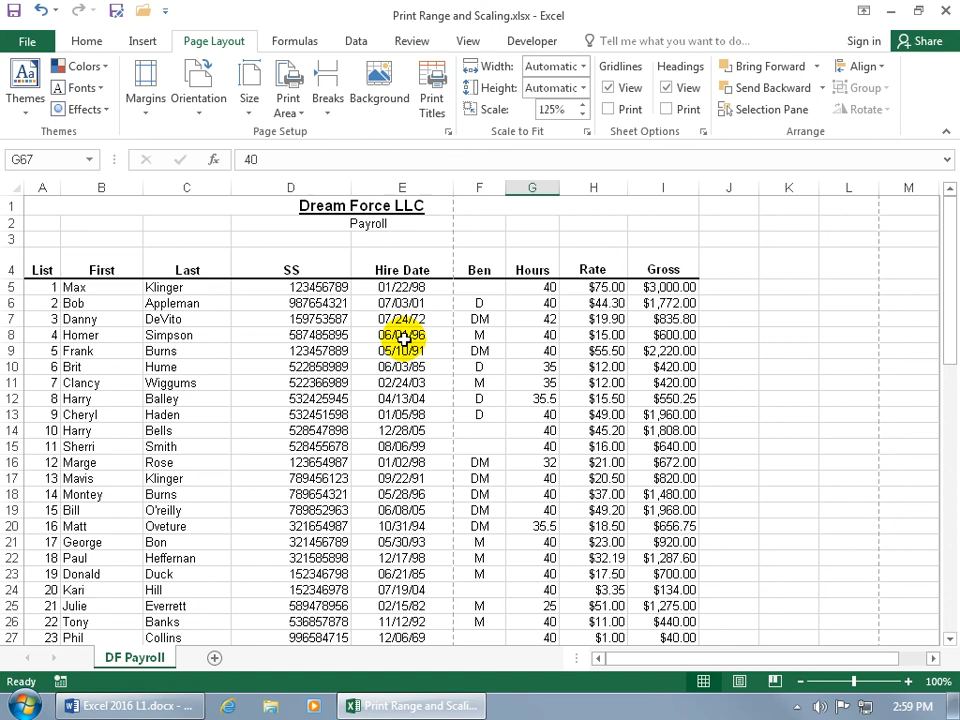 Print Range and Scaling.xlsx - Excel
File Home Insert Page Layout Formulas Data Review View Developer Tell me what you want to do... Sign in Share
Themes
Colors
Fonts
Effects
Themes
Margins
Orientation
Size
Print Area
Breaks
Background
Print Titles
Page Setup
Width: Automatic
Height: Automatic
Scale: 125%
Scale to Fit
Gridlines
View
Print
Headings
View
Print
Sheet Options
Bring Forward
Send Backward
Selection Pane
Align
Group
Rotate
Arrange
G67 fx 40
A B C D E F G H I J K L M
1 Dream Force LLC
2 Payroll
3
4 List First Last SS Hire Date Ben Hours Rate Gross
5 1 Max Klinger 123456789 01/22/98 40 $75.00 $3,000.00
6 2 Bob Appleman 987654321 07/03/01 D 40 $44.30 $1,772.00
7 3 Danny DeVito 159753587 07/24/72 DM 42 $19.90 $835.80
8 4 Homer Simpson 587485895 06/01/96 M 40 $15.00 $600.00
9 5 Frank Burns 123457889 05/10/91 DM 40 $55.50 $2,220.00
10 6 Brit Hume 522858989 06/03/85 D 35 $12.00 $420.00
11 7 Clancy Wiggums 522366989 02/24/03 M 35 $12.00 $420.00
12 8 Harry Balley 532425945 04/13/04 D 35.5 $15.50 $550.25
13 9 Cheryl Haden 532451598 01/05/98 D 40 $49.00 $1,960.00
14 10 Harry Bells 528547898 12/28/05 40 $45.20 $1,808.00
15 11 Sherri Smith 528455678 08/06/99 40 $16.00 $640.00
16 12 Marge Rose 123654987 01/02/98 DM 32 $21.00 $672.00
17 13 Mavis Klinger 789456123 09/22/91 DM 40 $20.50 $820.00
18 14 Montey Burns 789654321 05/28/96 DM 40 $37.00 $1,480.00
19 15 Bill O'reilly 789852963 06/08/05 DM 40 $49.20 $1,968.00
20 16 Matt Oveture 321654987 10/31/94 DM 35.5 $18.50 $656.75
21 17 George Bon 321456789 05/30/93 M 40 $23.00 $920.00
22 18 Paul Heffernan 321585898 12/17/98 M 40 $32.19 $1,287.60
23 19 Donald Duck 152346798 06/21/85 M 40 $17.50 $700.00
24 20 Kari Hill 152346978 07/19/04 40 $3.35 $134.00
25 21 Julie Everrett 589478956 02/15/82 M 25 $51.00 $1,275.00
26 22 Tony Banks 536857878 11/12/92 M 40 $11.00 $440.00
27 23 Phil Collins 996584715 12/06/69 40 $1.00 $40.00
DF Payroll
Ready 100%
Excel 2016 L1.docx - ... Print Range and Scali... 2:59 PM